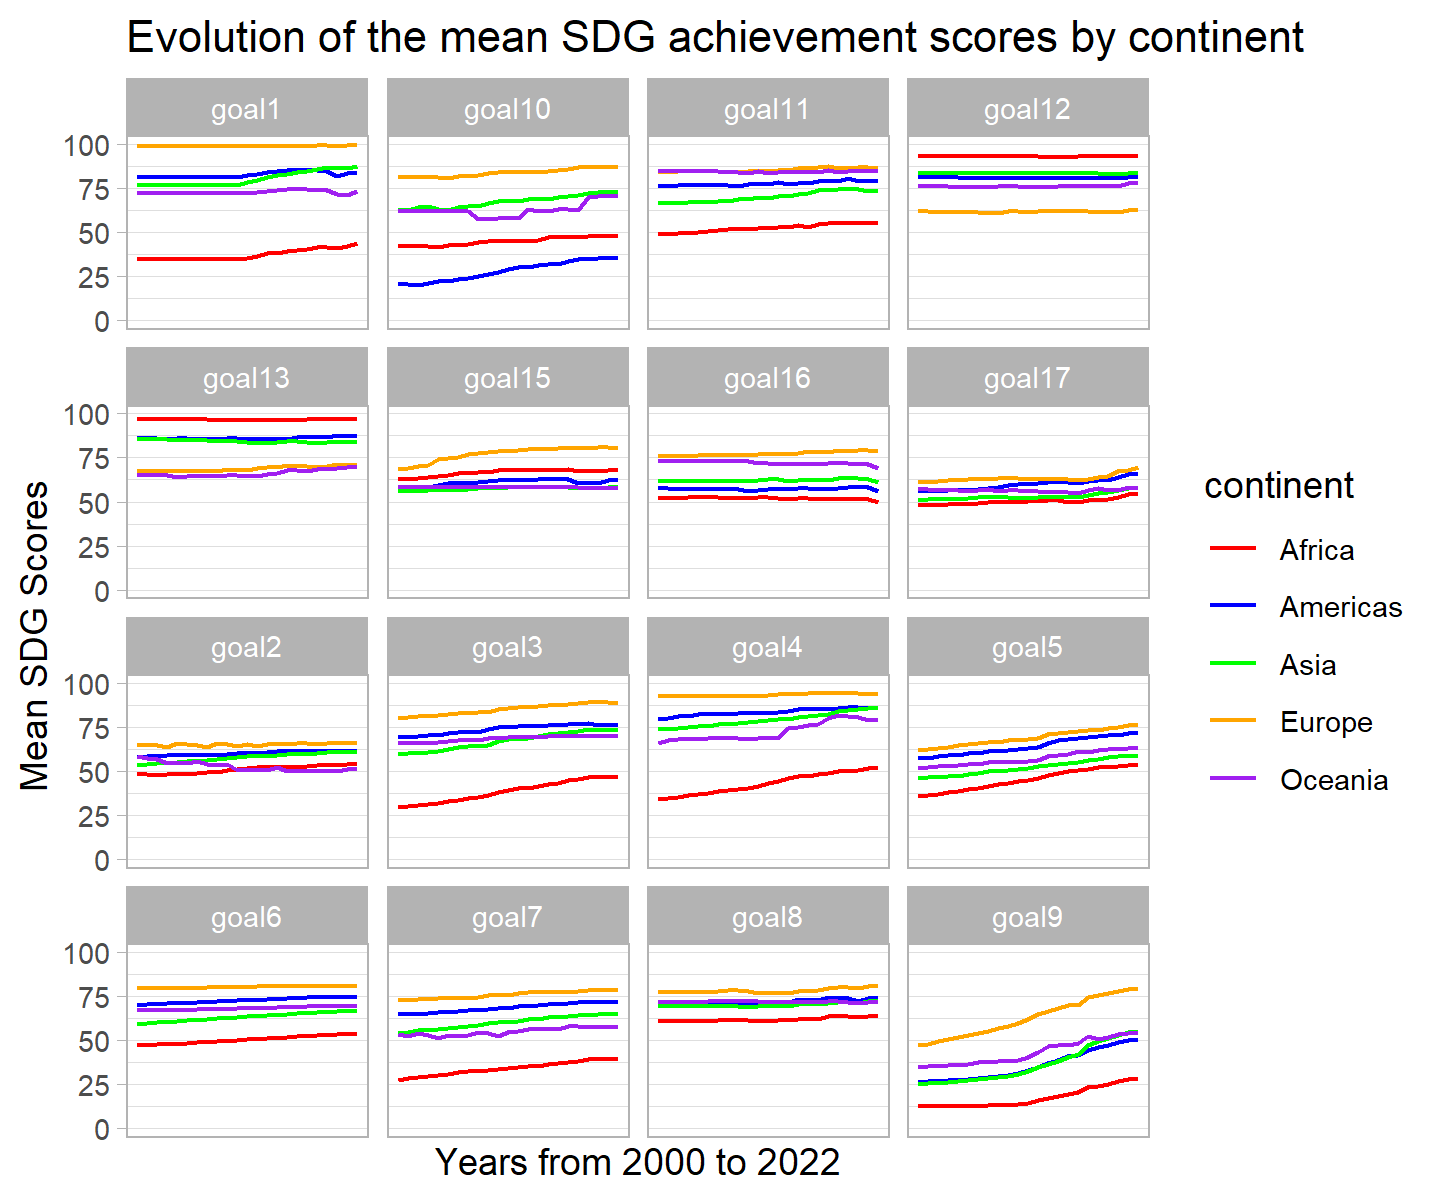 Evolution of the mean SDG achievement scores by continent
goal1 goal10 goal11 goal12
100
75
50
25
0
goal13 goal15 goal16 goal17
100
75
50
25
0
goal2 goal3 goal4 goal5
100
75
50
25
0
goal6 goal7 goal8 goal9
100
75
50
25
0
Mean SDG Scores
Years from 2000 to 2022
continent
Africa
Americas
Asia
Europe
Oceania